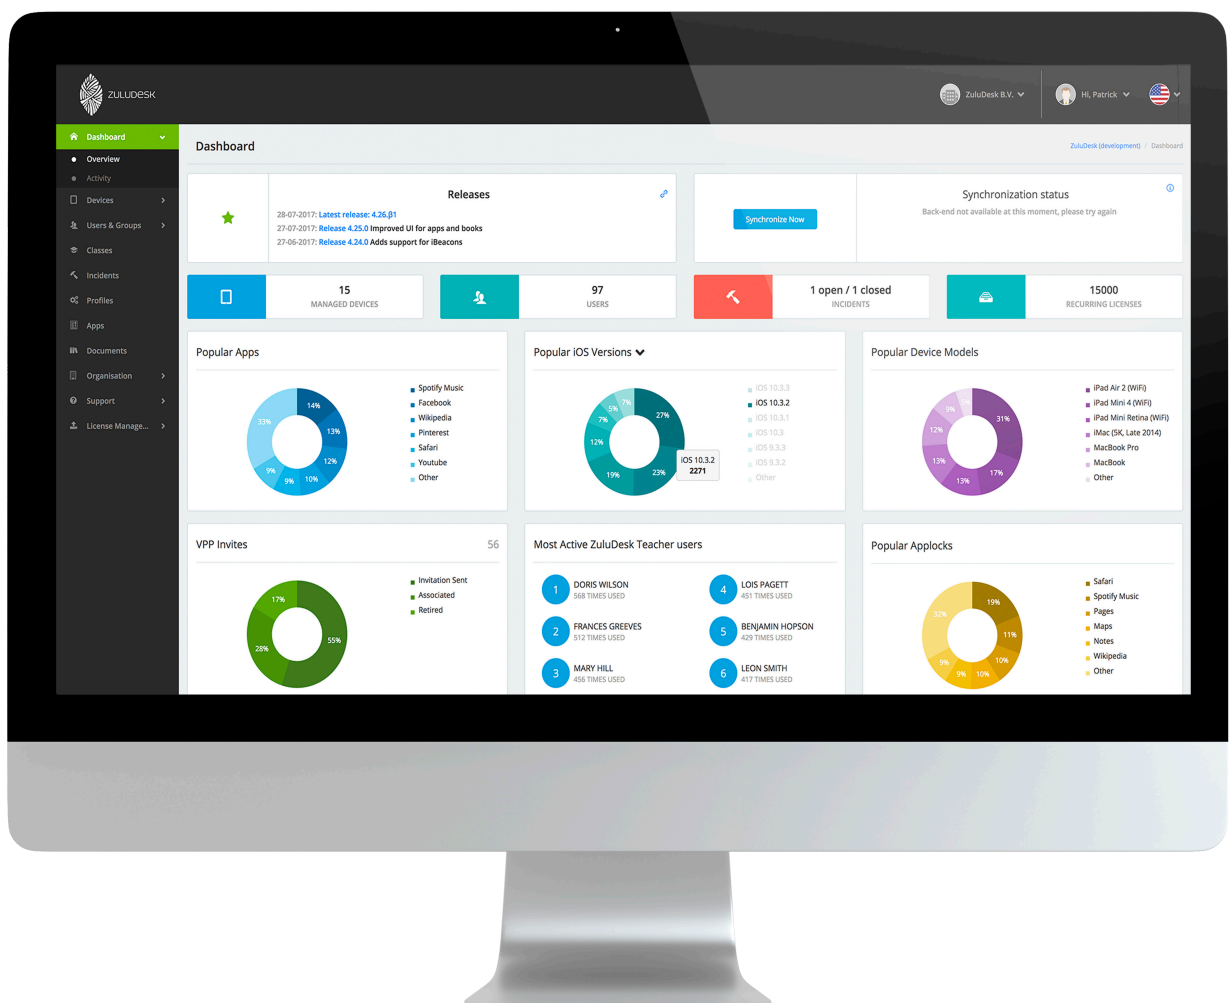 ZULUDESK
ZuluDesk B.V.
Hi, Patrick
Dashboard
Overview
Activity
Devices
Users & Groups
Classes
Incidents
Profiles
Apps
Documents
Organisation
Support
License Manage...
Dashboard
ZuluDesk (development) / Dashboard
Releases
28-07-2017: Latest release: 4.26.β1
27-07-2017: Release 4.25.0 Improved UI for apps and books
27-06-2017: Release 4.24.0 Adds support for iBeacons
Synchronize Now
Synchronization status
Back-end not available at this moment, please try again
15
MANAGED DEVICES
97
USERS
1 open / 1 closed
INCIDENTS
15000
RECURRING LICENSES
Popular Apps
14%
13%
12%
10%
9%
9%
33%
Spotify Music
Facebook
Wikipedia
Pinterest
Safari
Youtube
Other
Popular iOS Versions
27%
23%
19%
12%
7%
5%
7%
iOS 10.3.2
2271
iOS 10.3.3
iOS 10.3.2
iOS 10.3.1
iOS 10.3
iOS 9.3.3
iOS 9.3.2
Other
Popular Device Models
31%
17%
13%
13%
12%
9%
5%
iPad Air 2 (WiFi)
iPad Mini 4 (WiFi)
iPad Mini Retina (WiFi)
iMac (5K, Late 2014)
MacBook Pro
MacBook
Other
VPP Invites
56
17%
55%
28%
Invitation Sent
Associated
Retired
Most Active ZuluDesk Teacher users
1
DORIS WILSON
568 TIMES USED
2
FRANCES GREEVES
512 TIMES USED
3
MARY HILL
456 TIMES USED
4
LOIS PAGETT
451 TIMES USED
5
BENJAMIN HOPSON
429 TIMES USED
6
LEON SMITH
417 TIMES USED
Popular Applocks
19%
11%
10%
10%
9%
9%
32%
Safari
Spotify Music
Pages
Maps
Notes
Wikipedia
Other